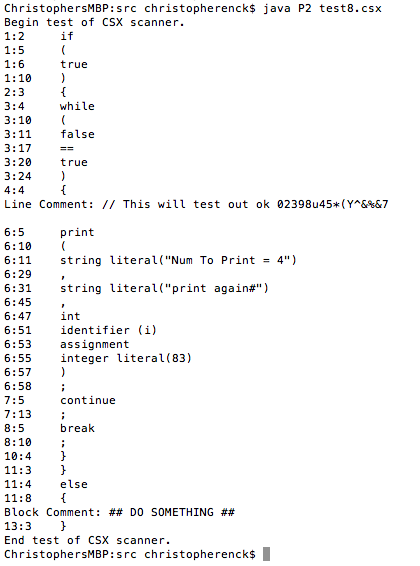 ChristophersMBP:src christopherenck$ java P2 test8.csx
Begin test of CSX scanner.
1:2 if
1:5 (
1:6 true
1:10 )
2:3 {
3:4 while
3:10 (
3:11 false
3:17 ==
3:20 true
3:24 )
4:4 {
Line Comment: // This will test out ok 02398u45*(Y^&%&7
6:5 print
6:10 (
6:11 string literal("Num To Print = 4")
6:29 ,
6:31 string literal("print again#")
6:45 ,
6:47 int
6:51 identifier (i)
6:53 assignment
6:55 integer literal(83)
6:57 )
6:58 ;
7:5 continue
7:13 ;
8:5 break
8:10 ;
10:4 }
11:3 }
11:4 else
11:8 {
Block Comment: ## DO SOMETHING ##
13:3 }
End test of CSX scanner.
ChristophersMBP:src christopherenck$